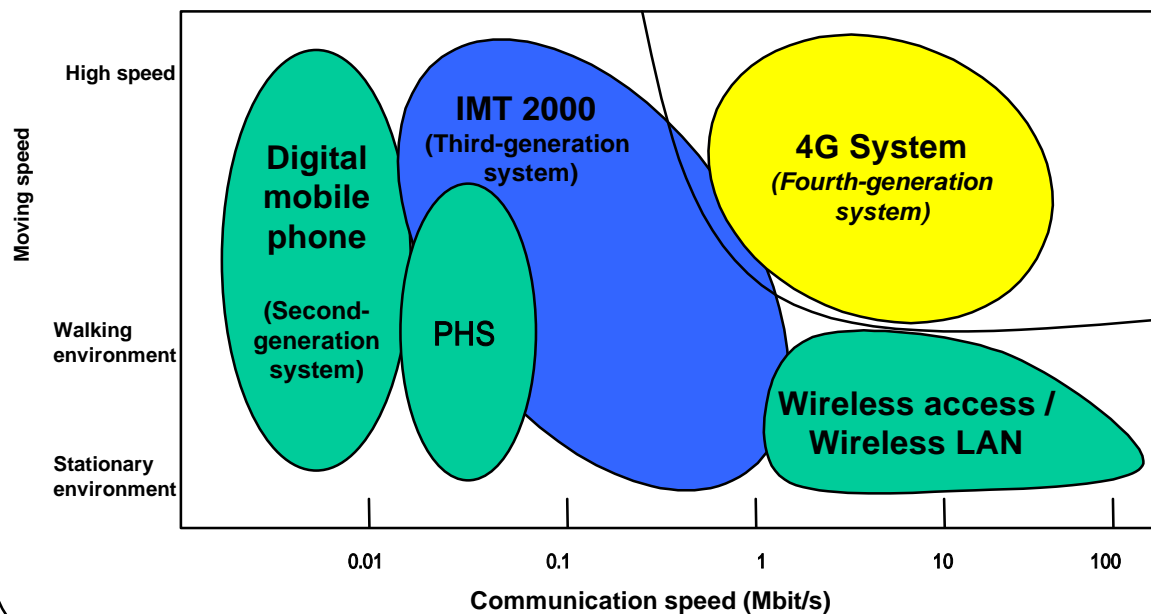 High speed
Moving speed
Walking
environment
Stationary
environment
Digital
mobile
phone
(Second-
generation
system)
IMT 2000
(Third-generation
system)
PHS
4G System
(Fourth-generation
system)
Wireless access /
Wireless LAN
0.01
0.1
1
10
100
Communication speed (Mbit/s)